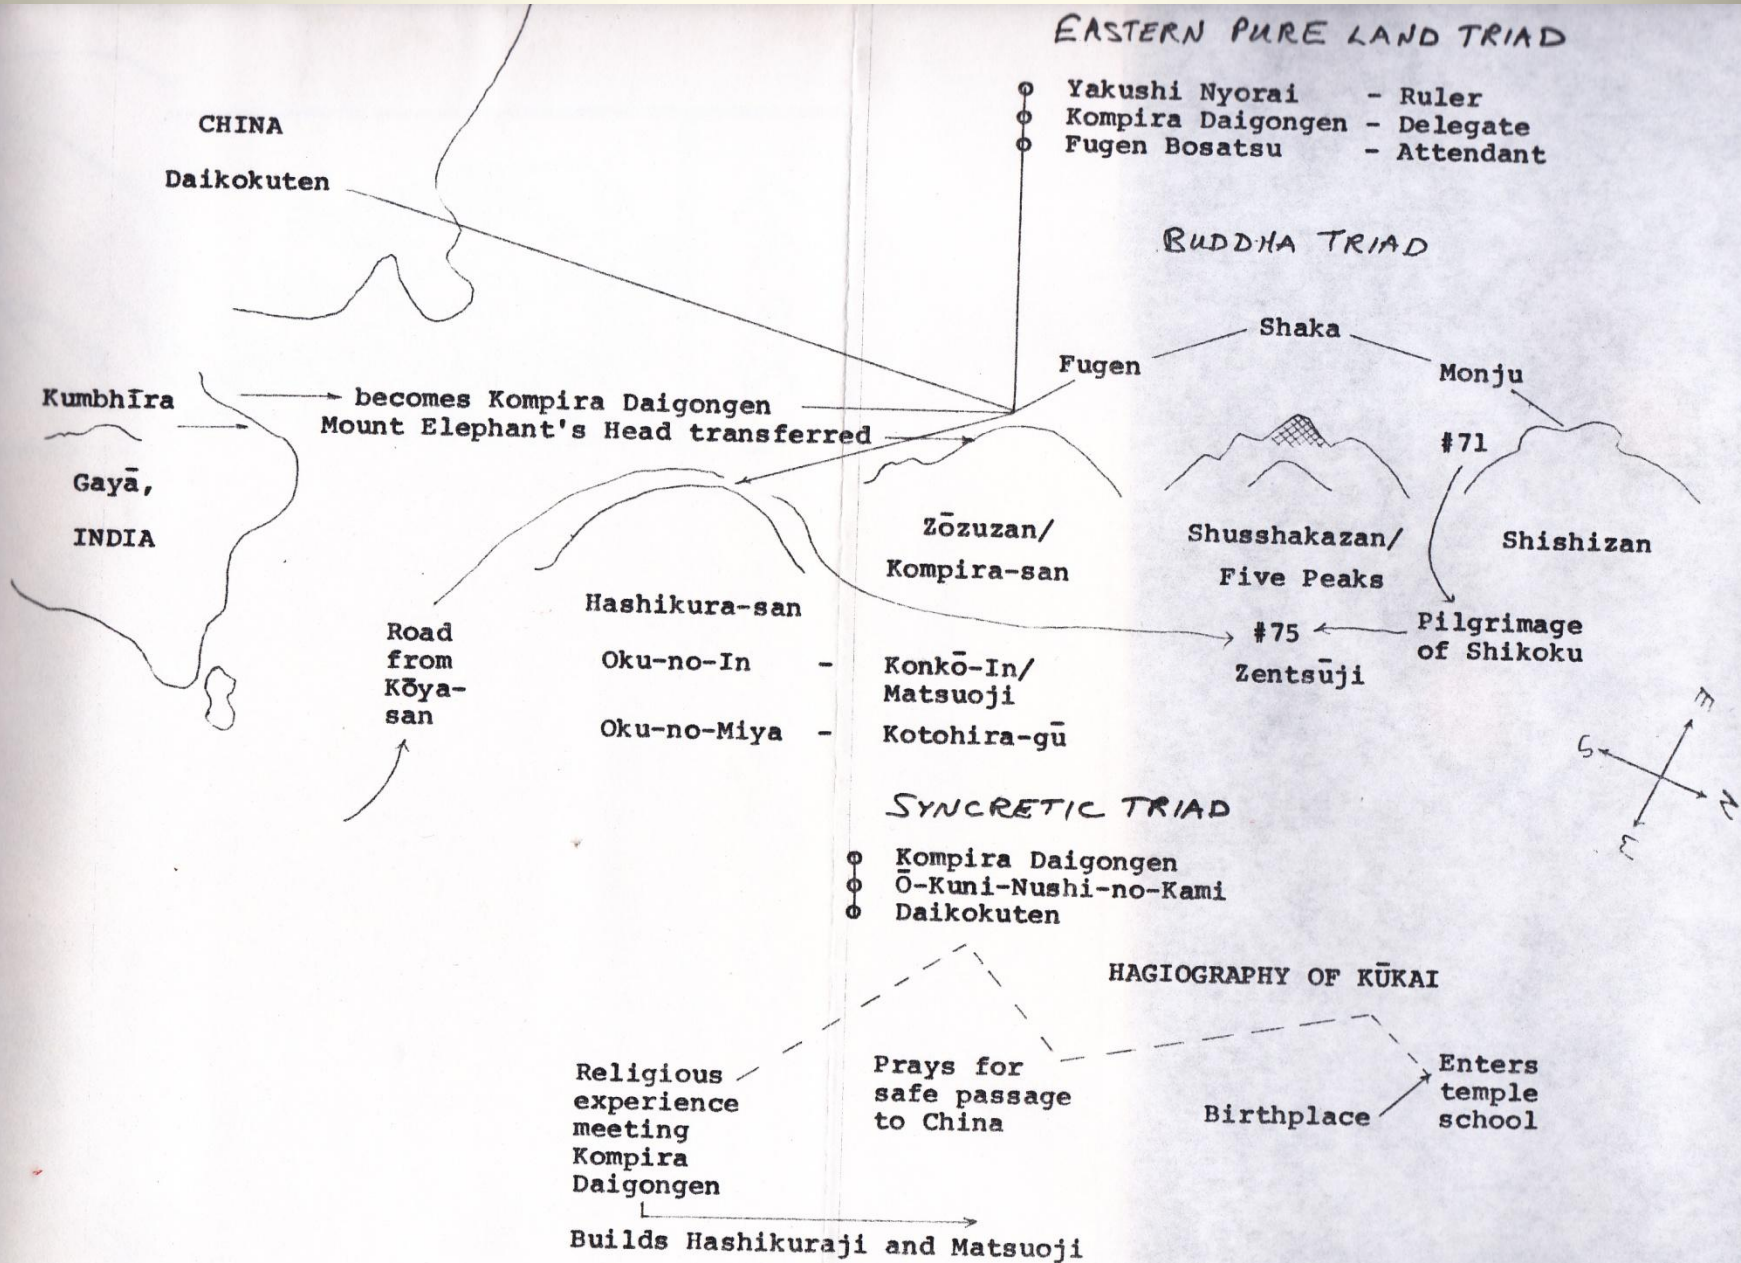 EASTERN PURE LAND TRIAD
Yakushi Nyorai - Ruler
Kompira Daigongen - Delegate
Fugen Bosatsu - Attendant
CHINA
Daikokuten
BUDDHA TRIAD
Shaka
Fugen
Monju
Kumbhīra
becomes Kompira Daigongen
Mount Elephant's Head transferred
#71
Gayā,
INDIA
Zōzuzan/
Kompira-san
Shusshakazan/
Five Peaks
Shishizan
Hashikura-san
Road
from
Kōya-
san
Oku-no-In - Konkō-In/
Matsuoji
Oku-no-Miya - Kotohira-gū
#75
Zentsūji
Pilgrimage
of Shikoku
E
S
N
W
SYNCRETIC TRIAD
Kompira Daigongen
Ō-Kuni-Nushi-no-Kami
Daikokuten
HAGIOGRAPHY OF KŪKAI
Religious
experience
meeting
Kompira
Daigongen
Prays for
safe passage
to China
Birthplace
Enters
temple
school
Builds Hashikuraji and Matsuoji